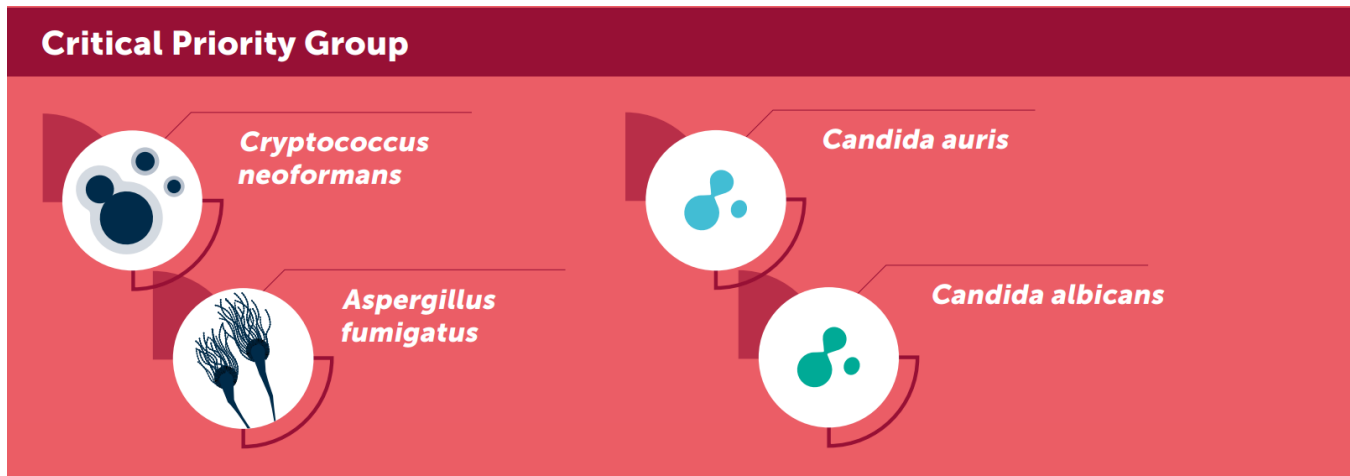 Critical Priority Group
Cryptococcus
neoformans
Aspergillus
fumigatus
Candida auris
Candida albicans